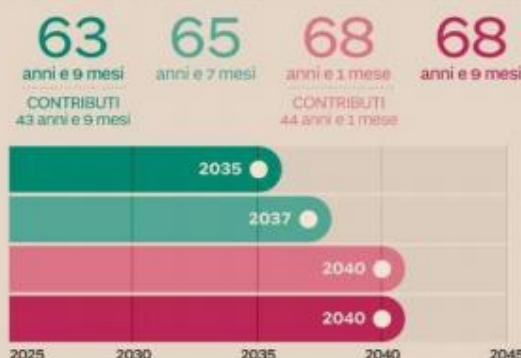 63
anni e 9 mesi
CONTRIBUTI
43 anni e 9 mesi
65
anni e 7 mesi
68
anni e 1 mese
CONTRIBUTI
44 anni e 1 mese
68
anni e 9 mesi
2035
2037
2040
2040
2025 2030 2035 2040 2045